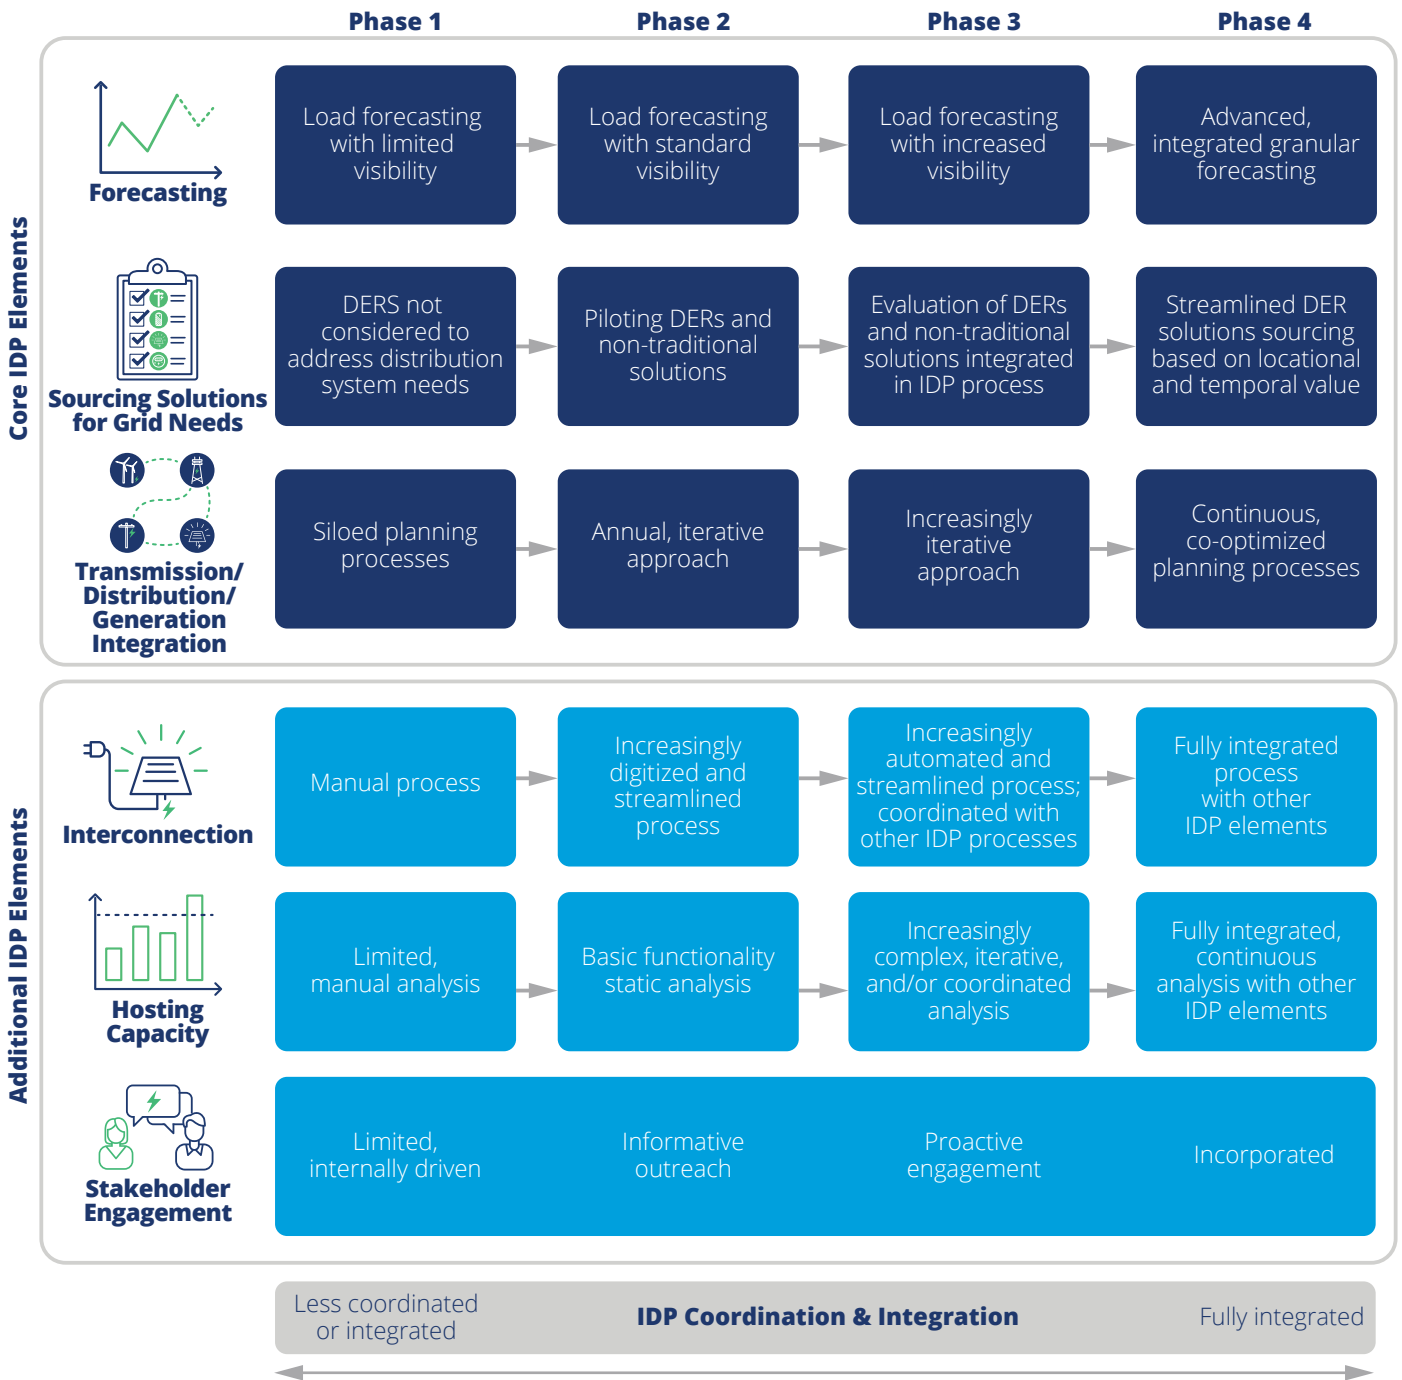 Phase 1
Phase 2
Phase 3
Phase 4
Core IDP Elements
Forecasting
Load forecasting
with limited
visibility
Load forecasting
with standard
visibility
Load forecasting
with increased
visibility
Advanced,
integrated granular
forecasting
Sourcing Solutions
for Grid Needs
DERS not
considered to
address distribution
system needs
Piloting DERs and
non-traditional
solutions
Evaluation of DERs
and non-traditional
solutions integrated
in IDP process
Streamlined DER
solutions sourcing
based on locational
and temporal value
Transmission/
Distribution/
Generation
Integration
Siloed planning
processes
Annual, iterative
approach
Increasingly
iterative
approach
Continuous,
co-optimized
planning processes
Additional IDP Elements
Interconnection
Manual process
Increasingly
digitized and
streamlined
process
Increasingly
automated and
streamlined process;
coordinated with
other IDP processes
Fully integrated
process
with other
IDP elements
Hosting
Capacity
Limited,
manual analysis
Basic functionality
static analysis
Increasingly
complex, iterative,
and/or coordinated
analysis
Fully integrated,
continuous
analysis with other
IDP elements
Stakeholder
Engagement
Limited,
internally driven
Informative
outreach
Proactive
engagement
Incorporated
Less coordinated
or integrated
IDP Coordination & Integration
Fully integrated